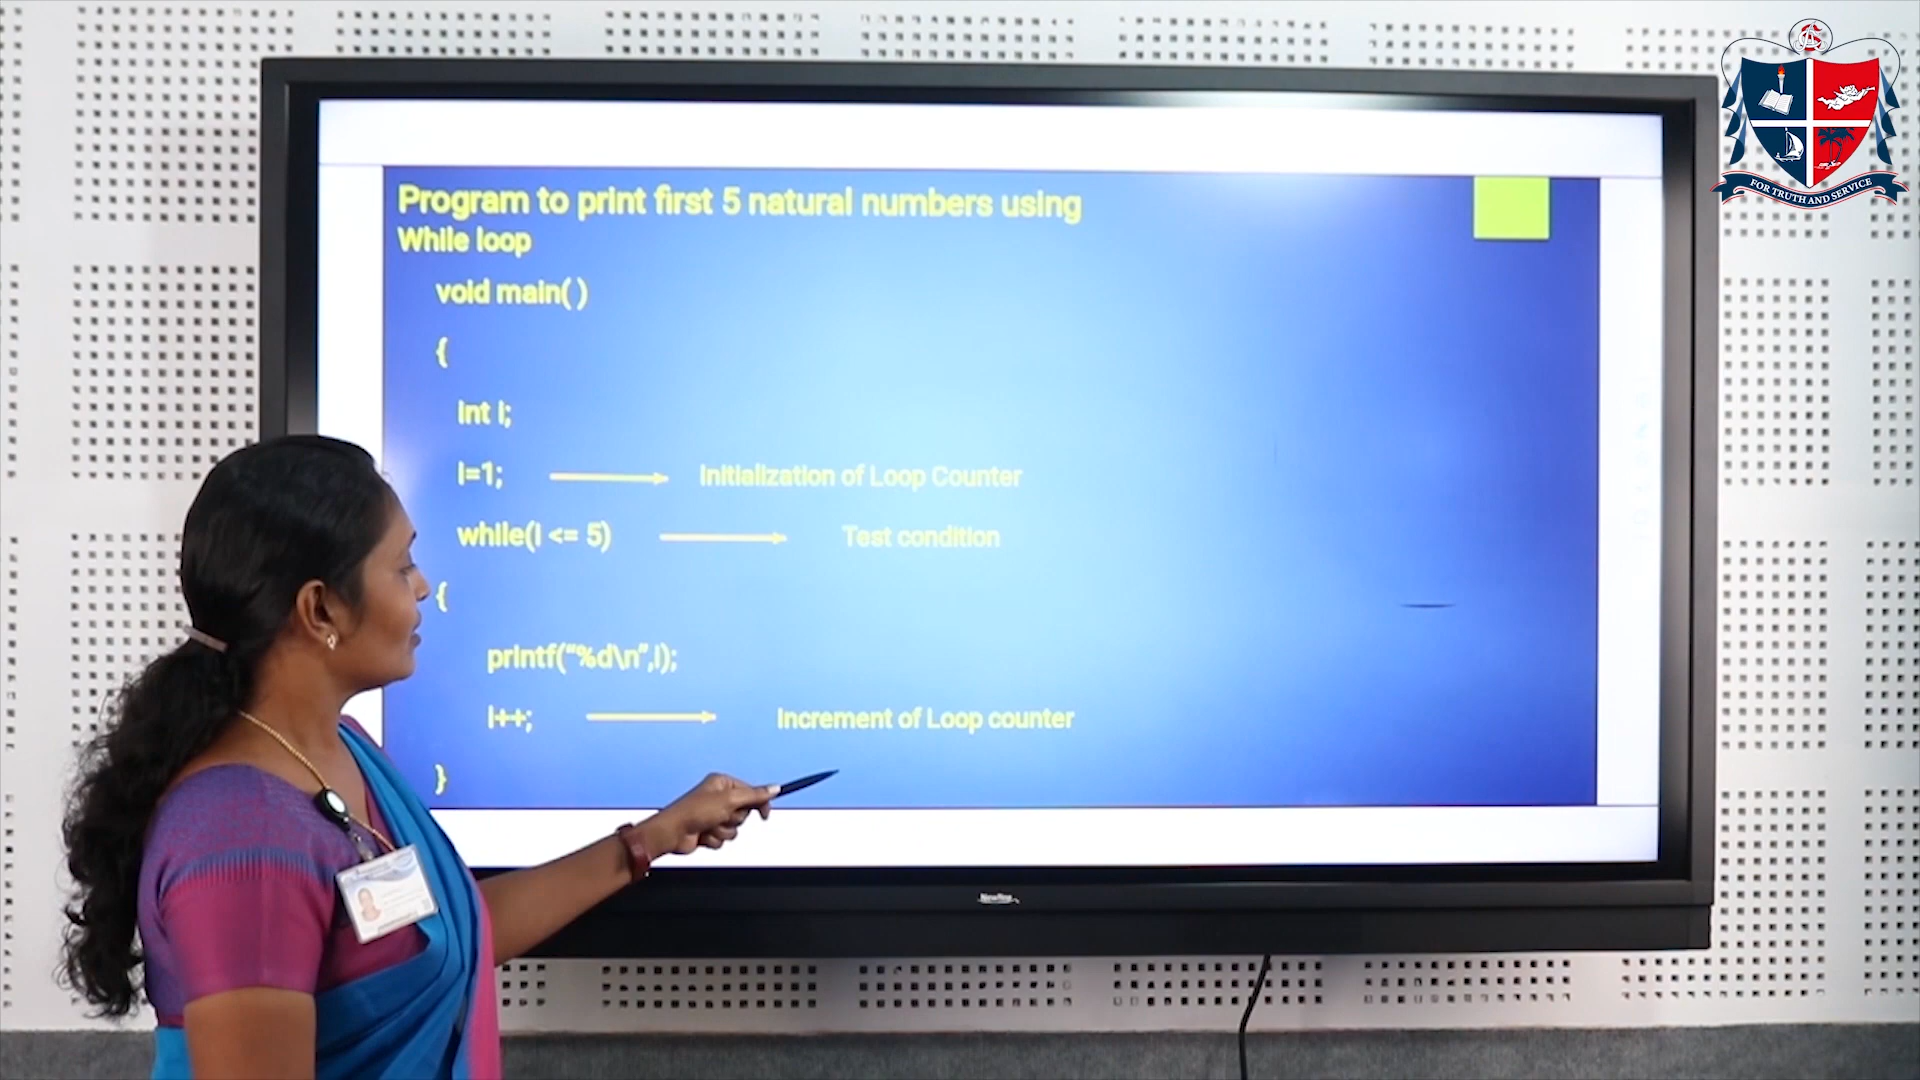 Program to print first 5 natural numbers using
While loop
void main( )
{
int i;
i=1; Initialization of Loop Counter
while(i <= 5) Test condition
{
printf(“%d\n”,i);
i++; Increment of Loop counter
}
FOR TRUTH AND SERVICE